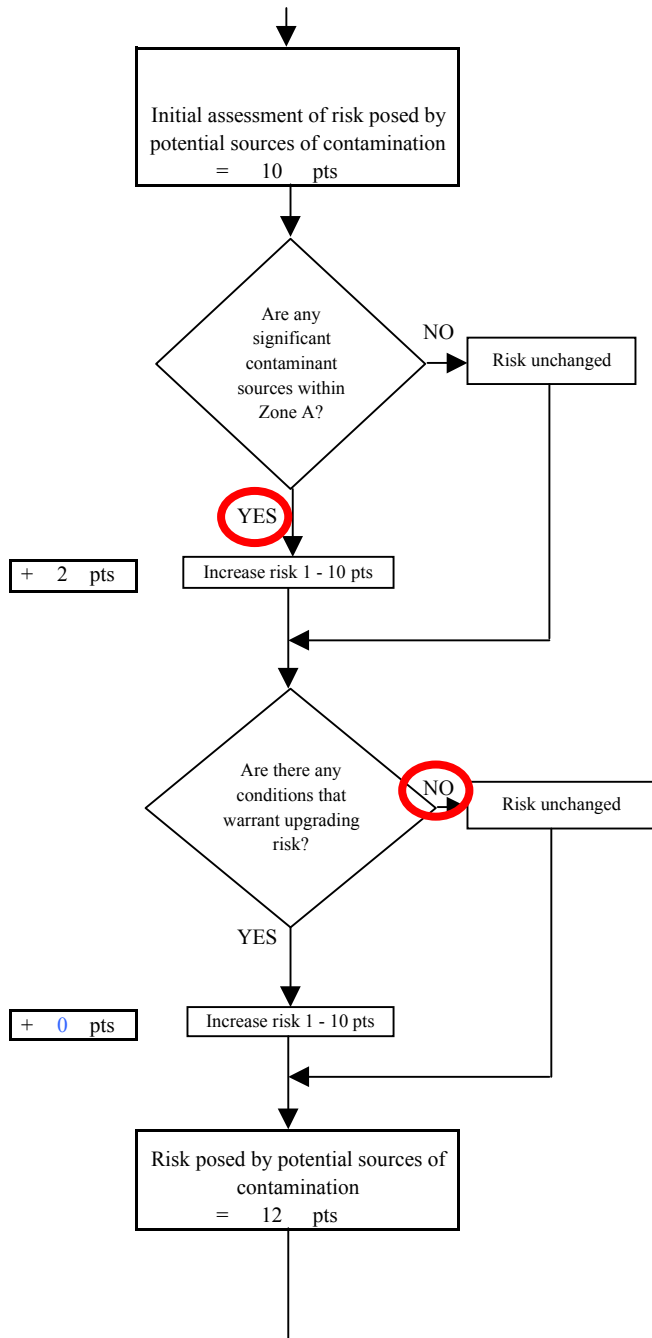 Initial assessment of risk posed by
potential sources of contamination
= 10 pts
Are any
significant
contaminant
sources within
Zone A?
NO
Risk unchanged
YES
+ 2 pts
Increase risk 1 - 10 pts
Are there any
conditions that
warrant upgrading
risk?
NO
Risk unchanged
YES
+ 0 pts
Increase risk 1 - 10 pts
Risk posed by potential sources of
contamination
= 12 pts